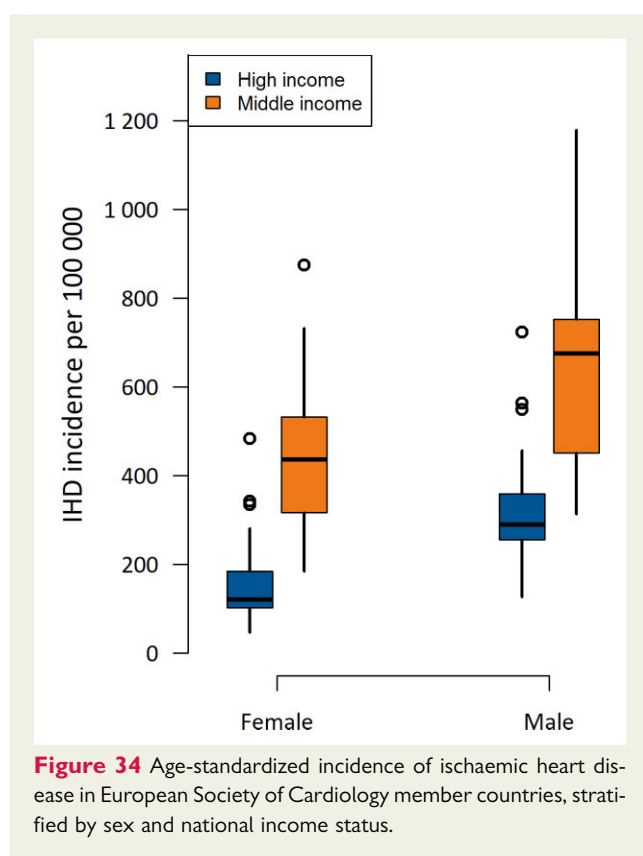 High income
Middle income
1 200
1 000
800
600
400
200
0
IHD incidence per 100 000
Female
Male
Figure 34 Age-standardized incidence of ischaemic heart dis-
ease in European Society of Cardiology member countries, strati-
fied by sex and national income status.